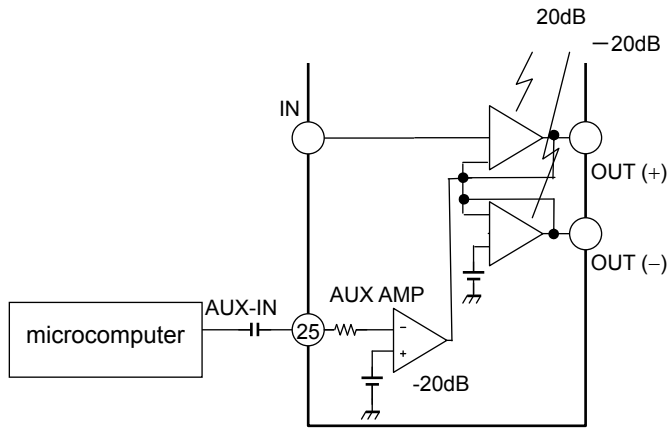 20dB
−20dB
IN
OUT (+)
OUT (−)
AUX-IN
AUX AMP
microcomputer
25
−
+
-20dB